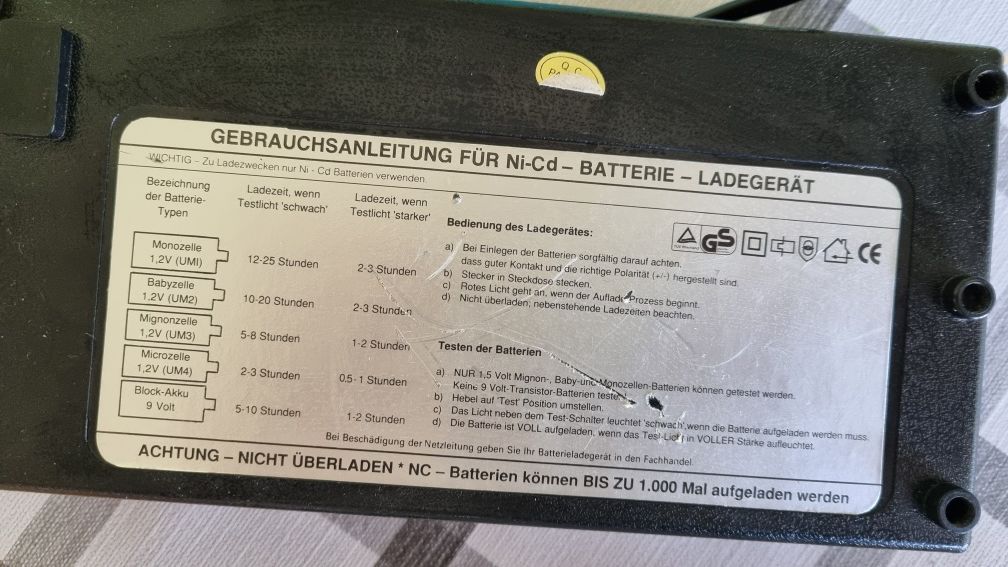 Q C
GEBRAUCHSANLEITUNG FÜR Ni-Cd – BATTERIE – LADEGERÄT
WICHTIG – Zu Ladezwecken nur Ni - Cd Batterien verwenden.
Bezeichnung
der Batterie-
Typen
Ladezeit, wenn
Testlicht 'schwach'
Ladezeit, wenn
Testlicht 'starker'
Monozelle
1,2V (UMI)
12-25 Stunden
2-3 Stunden
Babyzelle
1.2V (UM2)
10-20 Stunden
2-3 Stunden
Mignonzelle
1,2V (UM3)
5-8 Stunden
1-2 Stunden
Microzelle
1,2V (UM4)
2-3 Stunden
0.5-1 Stunden
Block-Akku
9 Volt
5-10 Stunden
1-2 Stunden
Bedienung des Ladegerätes:
a) Bei Einlegen der Batterien sorgfältig darauf achten.
dass guter Kontakt und die richtige Polarität (+/-) hergestellt sind.
b) Stecker in Steckdose stecken.
c) Rotes Licht geht an, wenn der Auflade Prozess beginnt.
d) Nicht überladen; nebenstehende Ladezeiten beachten.
GS
CE
Testen der Batterien
a) NUR 1,5 Volt Mignon-, Baby-und Monozellen-Batterien können getestet werden.
Keine 9 Volt-Transistor-Batterien testen
b) Hebel auf 'Test' Position umstellen.
c) Das Licht neben dem Test-Schalter leuchtet 'schwach', wenn die Batterie aufgeladen werden muss.
d) Die Batterie ist VOLL aufgeladen, wenn das Test-Licht in VOLLER Stärke aufleuchtet.
Bei Beschädigung der Netzleitung geben Sie Ihr Batterieladegerät in den Fachhandel.
ACHTUNG – NICHT ÜBERLADEN * NC – Batterien können BIS ZU 1.000 Mal aufgeladen werden